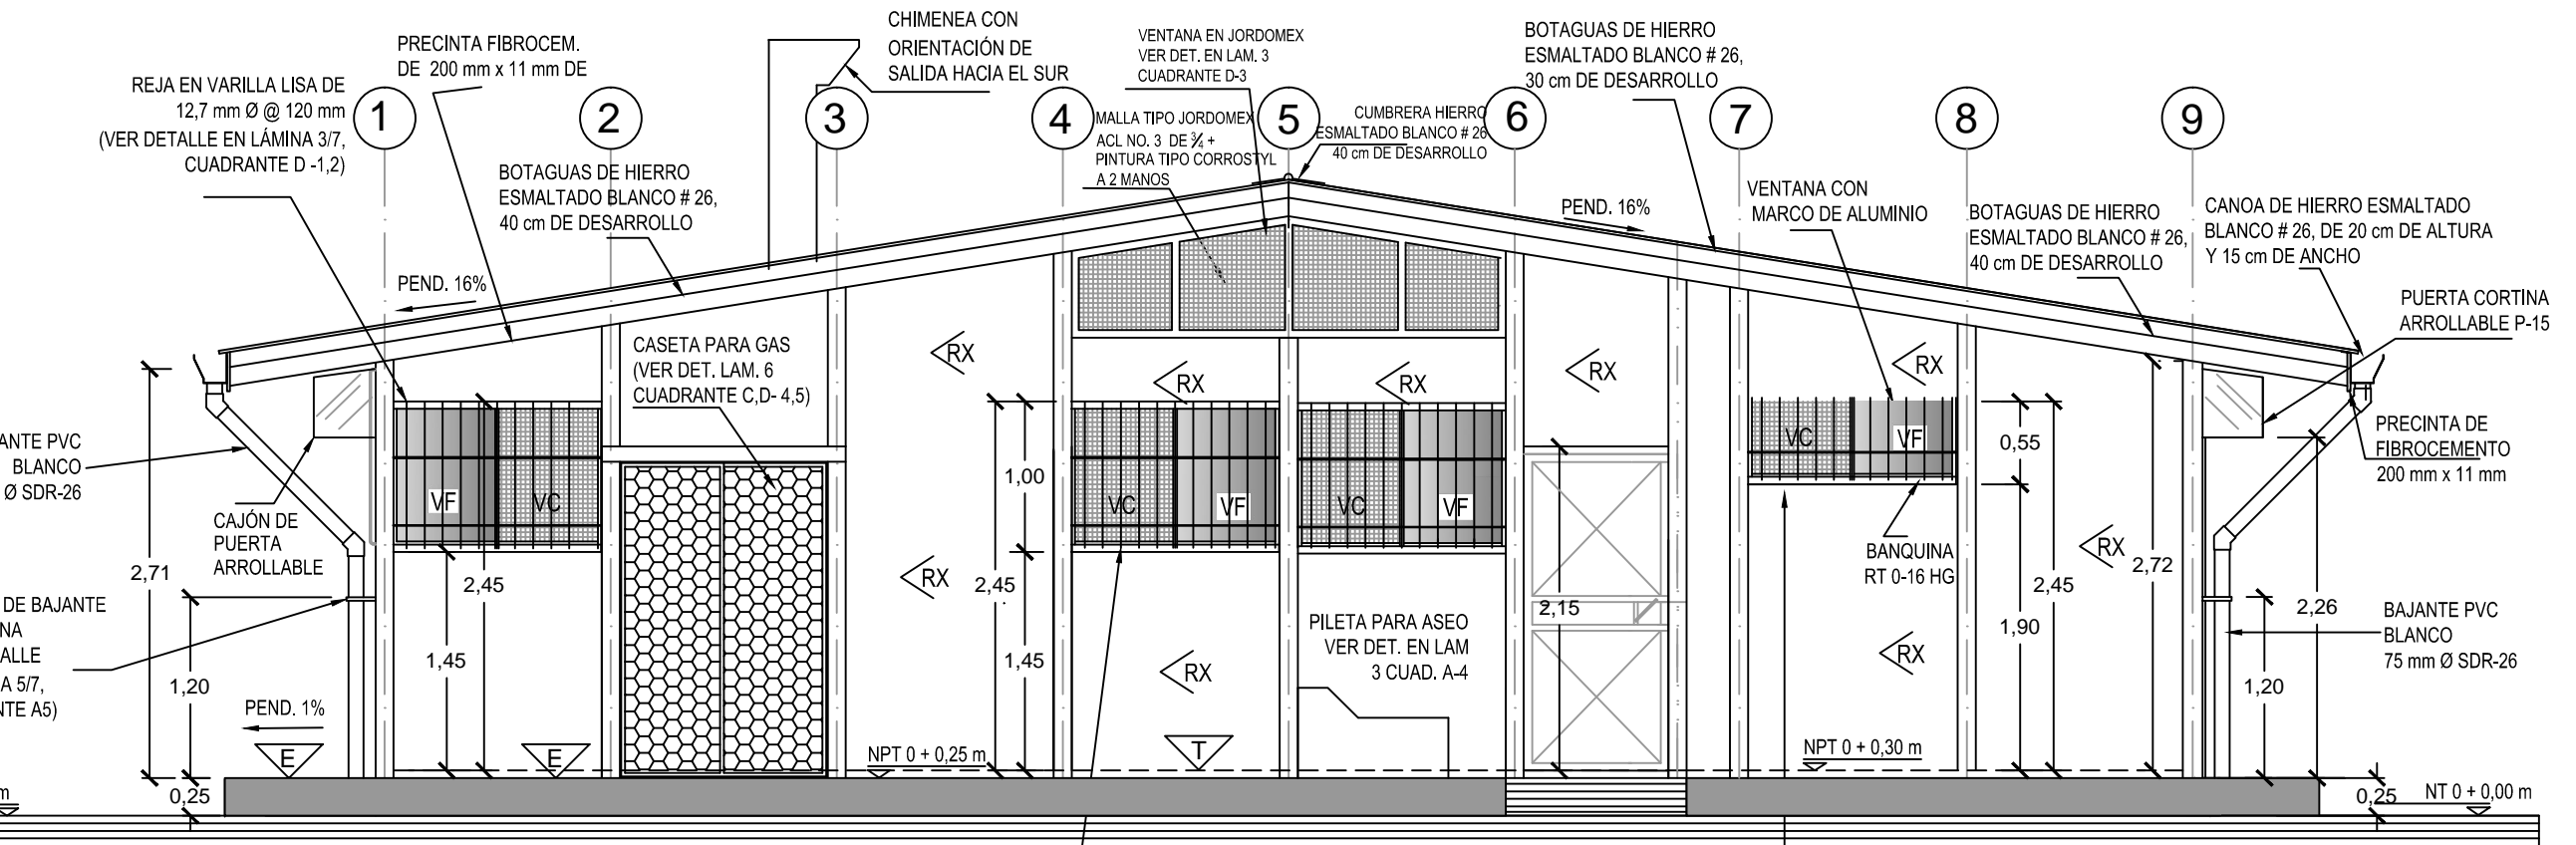 CHIMENEA CON
ORIENTACIÓN DE
SALIDA HACIA EL SUR
PRECINTA FIBROCEM.
DE 200 mm x 11 mm DE
VENTANA EN JORDOMEX
VER DET. EN LAM. 3
CUADRANTE D-3
BOTAGUAS DE HIERRO
ESMALTADO BLANCO # 26,
30 cm DE DESARROLLO
REJA EN VARILLA LISA DE
12,7 mm Ø @ 120 mm
(VER DETALLE EN LÁMINA 3/7,
CUADRANTE D -1,2)
1
2
3
4
5
6
7
8
9
MALLA TIPO JORDOMEX
ACL NO. 3 DE ¾ +
PINTURA TIPO CORROSTYL
A 2 MANOS
CUMBRERA HIERRO
ESMALTADO BLANCO # 26
40 cm DE DESARROLLO
BOTAGUAS DE HIERRO
ESMALTADO BLANCO # 26,
40 cm DE DESARROLLO
VENTANA CON
MARCO DE ALUMINIO
BOTAGUAS DE HIERRO
ESMALTADO BLANCO # 26,
40 cm DE DESARROLLO
CANOA DE HIERRO ESMALTADO
BLANCO # 26, DE 20 cm DE ALTURA
Y 15 cm DE ANCHO
PEND. 16%
PEND. 16%
PUERTA CORTINA
ARROLLABLE P-15
CASETA PARA GAS
(VER DET. LAM. 6
CUADRANTE C,D- 4,5)
RX
RX
RX
RX
RX
ANTE PVC
BLANCO
Ø SDR-26
CAJÓN DE
PUERTA
ARROLLABLE
VF
VC
VC
VF
VC
VF
VC
VF
1,00
0,55
PRECINTA DE
FIBROCEMENTO
200 mm x 11 mm
BANQUINA
RT 0-16 HG
RX
RX
2,71
2,45
2,45
2,15
2,45
2,72
2,26
DE BAJANTE
NA
ALLE
A 5/7,
NTE A5)
1,20
1,45
1,45
1,90
1,20
RX
RX
PILETA PARA ASEO
VER DET. EN LAM
3 CUAD. A-4
BAJANTE PVC
BLANCO
75 mm Ø SDR-26
PEND. 1%
E
E
NPT 0 + 0,25 m
T
NPT 0 + 0,30 m
m
0,25
0,25
NT 0 + 0,00 m